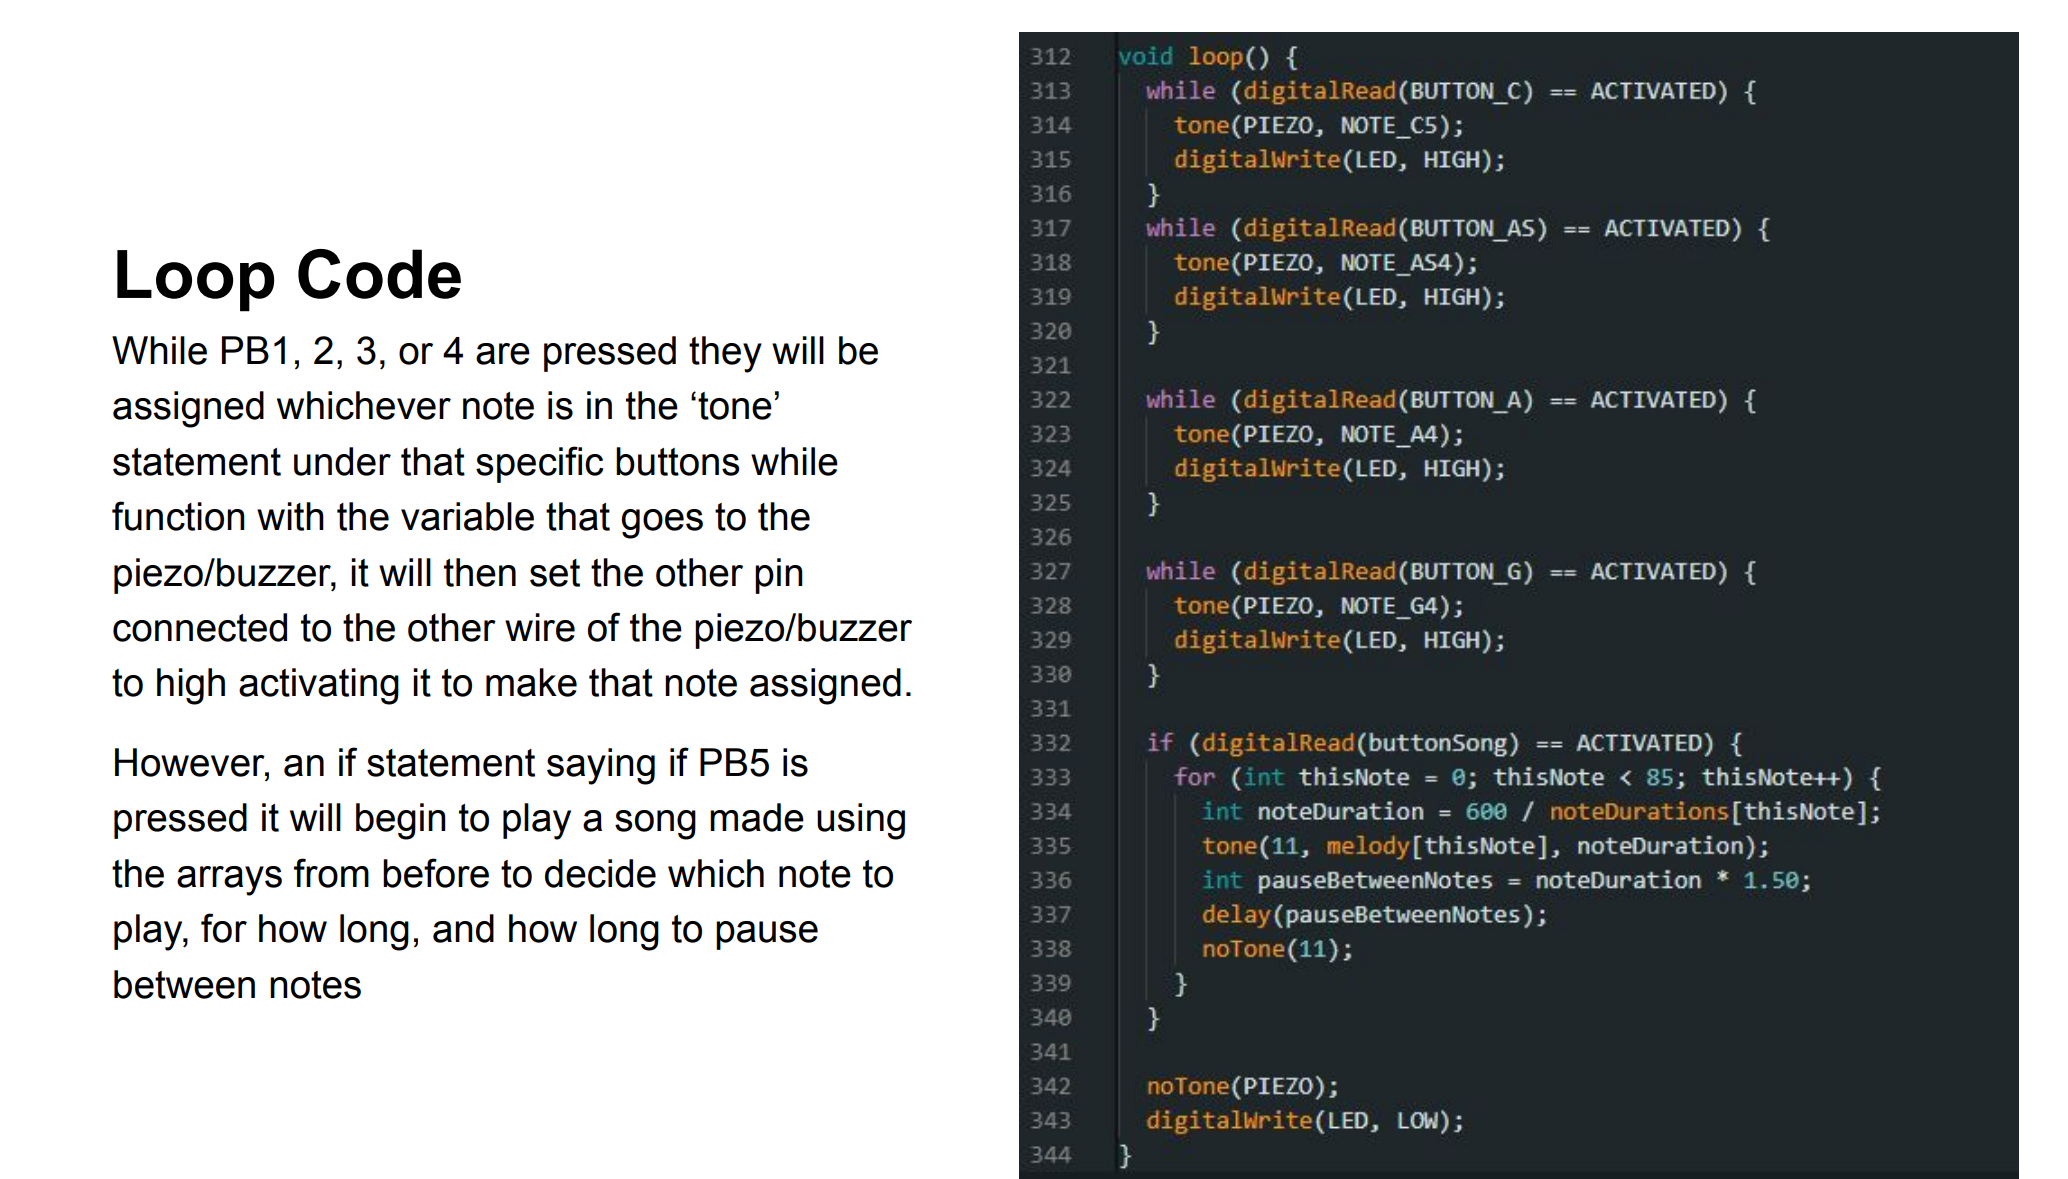 Loop Code
While PB1, 2, 3, or 4 are pressed they will be
assigned whichever note is in the ‘tone’
statement under that specific buttons while
function with the variable that goes to the
piezo/buzzer, it will then set the other pin
connected to the other wire of the piezo/buzzer
to high activating it to make that note assigned.
However, an if statement saying if PB5 is
pressed it will begin to play a song made using
the arrays from before to decide which note to
play, for how long, and how long to pause
between notes
312 void loop() {
313 while (digitalRead(BUTTON_C) == ACTIVATED) {
314 tone(PIEZO, NOTE_C5);
315 digitalWrite(LED, HIGH);
316 }
317 while (digitalRead(BUTTON_AS) == ACTIVATED) {
318 tone(PIEZO, NOTE_AS4);
319 digitalWrite(LED, HIGH);
320 }
321
322 while (digitalRead(BUTTON_A) == ACTIVATED) {
323 tone(PIEZO, NOTE_A4);
324 digitalWrite(LED, HIGH);
325 }
326
327 while (digitalRead(BUTTON_G) == ACTIVATED) {
328 tone(PIEZO, NOTE_G4);
329 digitalWrite(LED, HIGH);
330 }
331
332 if (digitalRead(buttonSong) == ACTIVATED) {
333 for (int thisNote = 0; thisNote < 85; thisNote++) {
334 int noteDuration = 600 / noteDurations[thisNote];
335 tone(11, melody[thisNote], noteDuration);
336 int pauseBetweenNotes = noteDuration * 1.50;
337 delay(pauseBetweenNotes);
338 noTone(11);
339 }
340 }
341
342 noTone(PIEZO);
343 digitalWrite(LED, LOW);
344 }